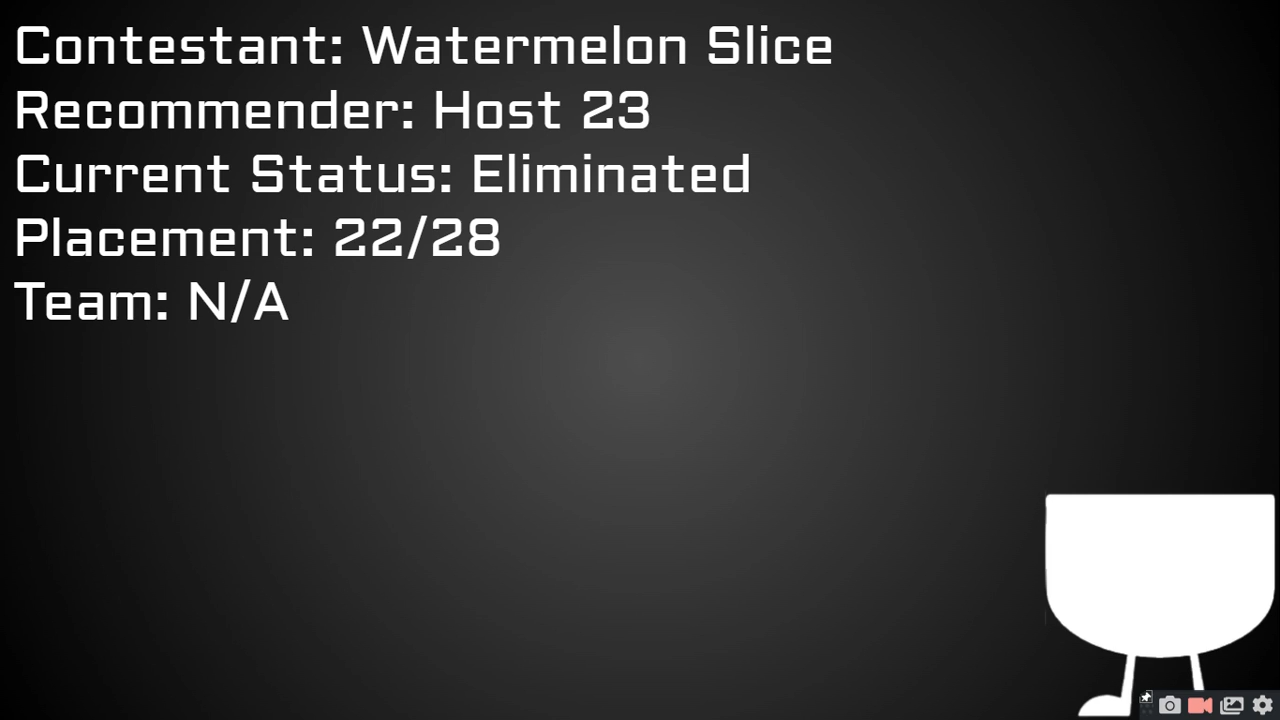 Contestant: Watermelon Slice
Recommender: Host 23
Current Status: Eliminated
Placement: 22/28
Team: N/A